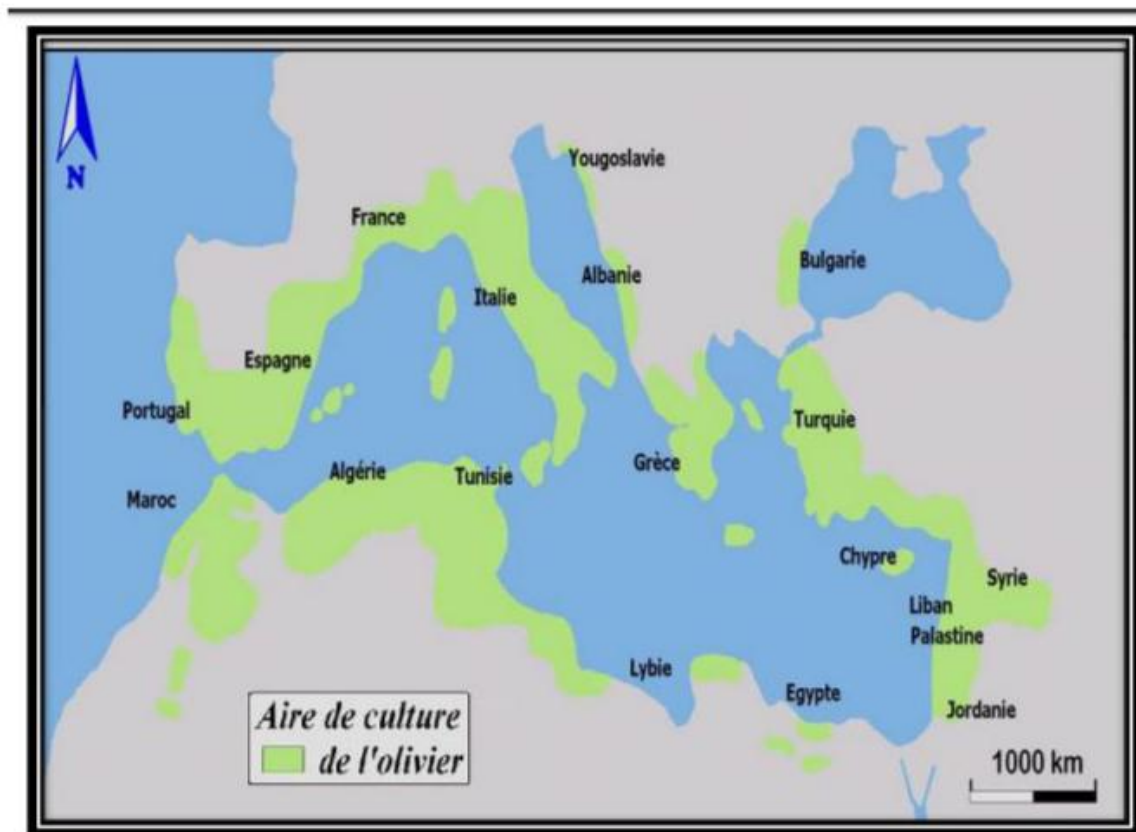 N
Yougoslavie
France
Bulgarie
Albanie
Italie
Espagne
Portugal
Turquie
Grèce
Algérie
Tunisie
Maroc
Chypre
Syrie
Liban
Palastine
Lybie
Egypte
Jordanie
Aire de culture
de l'olivier
1000 km